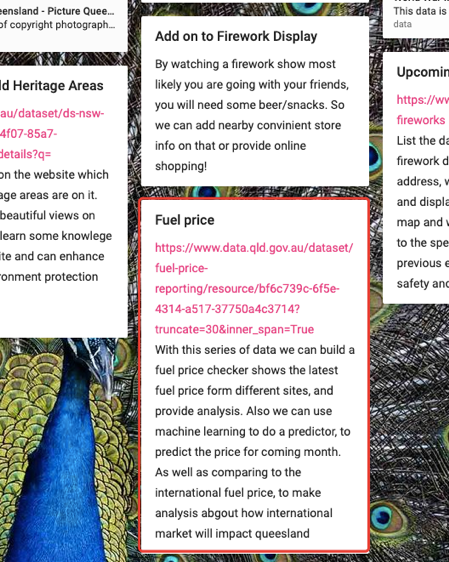 eensland - Picture Quee...
of copyright photograph...
ld Heritage Areas
au/dataset/ds-nsw-
4f07-85a7-
details?q=
on the website which
age areas are on it.
beautiful views on
learn some knowlege
ite and can enhance
ronment protection
Add on to Firework Display
By watching a firework show most
likely you are going with your friends,
you will need some beer/snacks. So
we can add nearby convinient store
info on that or provide online
shopping!
Fuel price
https://www.data.qld.gov.au/dataset/
fuel-price-
reporting/resource/bf6c739c-6f5e-
4314-a517-37750a4c3714?
truncate=30&inner_span=True
With this series of data we can build a
fuel price checker shows the latest
fuel price form different sites, and
provide analysis. Also we can use
machine learning to do a predictor, to
predict the price for coming month.
As well as comparing to the
international fuel price, to make
analysis abgout how international
market will impact queesland
This data is
data
Upcomin
https://ww
fireworks
List the da
firework d
address, w
and displa
map and w
to the spe
previous e
safety and